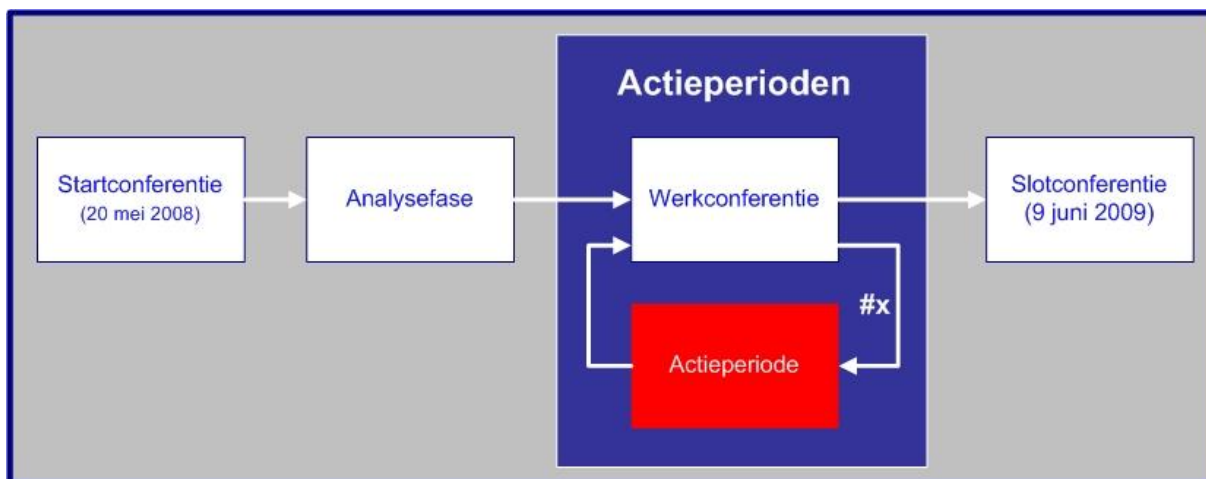 Actieperioden
Startconferentie
(20 mei 2008)
Analysefase
Werkconferentie
Slotconferentie
(9 juni 2009)
#x
Actieperiode